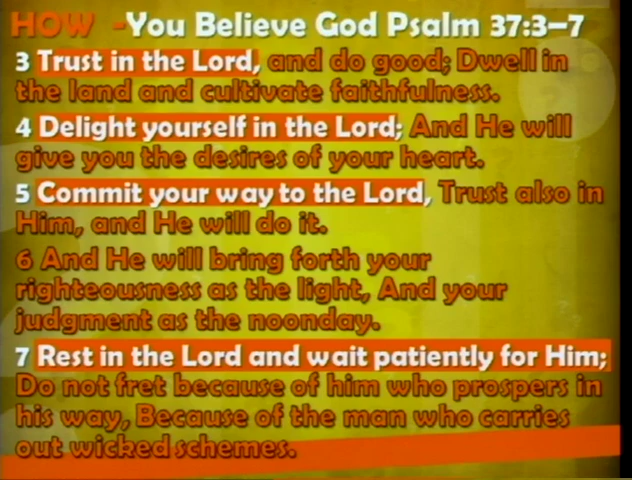 HOW -You Believe God Psalm 37:3-7
3 Trust in the Lord, and do good; Dwell in
the land and cultivate faithfulness.
4 Delight yourself in the Lord; And He will
give you the desires of your heart.
5 Commit your way to the Lord, Trust also in
Him, and He will do it.
6 And He will bring forth your
righteousness as the light, And your
judgment as the noonday.
7 Rest in the Lord and wait patiently for Him;
Do not fret because of him who prospers in
his way, Because of the man who carries
out wicked schemes.